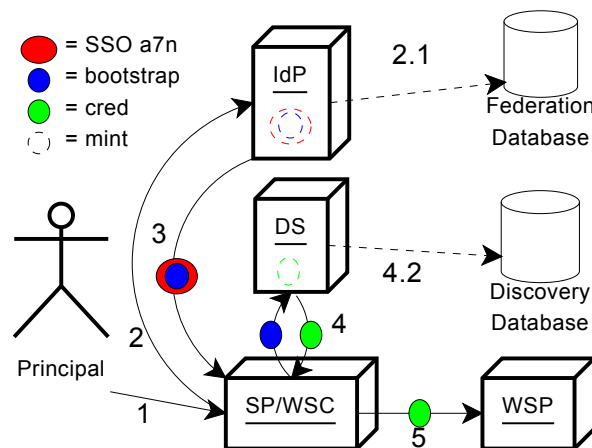 = SSO a7n
= bootstrap
= cred
= mint
IdP
2.1
Federation
Database
3
DS
4.2
Discovery
Database
2
4
Principal
1
SP/WSC
5
WSP